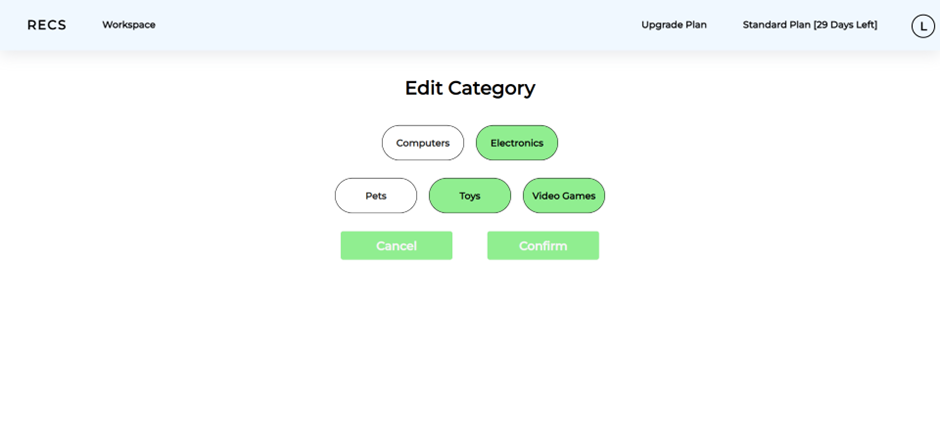 RECS Workspace Upgrade Plan Standard Plan [29 Days Left] L
Edit Category
Computers Electronics
Pets Toys Video Games
Cancel Confirm